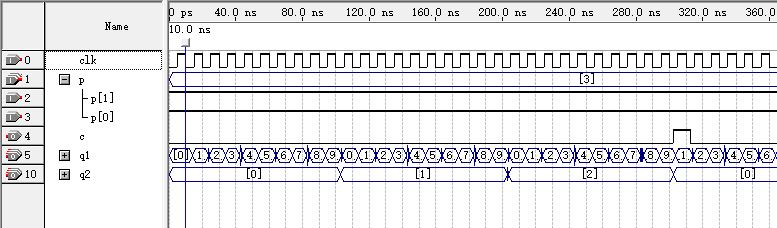 Name
0 ps 40.0 ns 80.0 ns 120.0 ns 160.0 ns 200.0 ns 240.0 ns 280.0 ns 320.0 ns 360.0
10.0 ns
0 clk
1 p [3]
2 p[1]
3 p[0]
4 c
5 q1 [0] 1 2 3 4 5 6 7 8 9 0 1 2 3 4 5 6 7 8 9 0 1 2 3 4 5 6 7 8 9 1 2 3 4 5 6
10 q2 [0] [1] [2] [0]